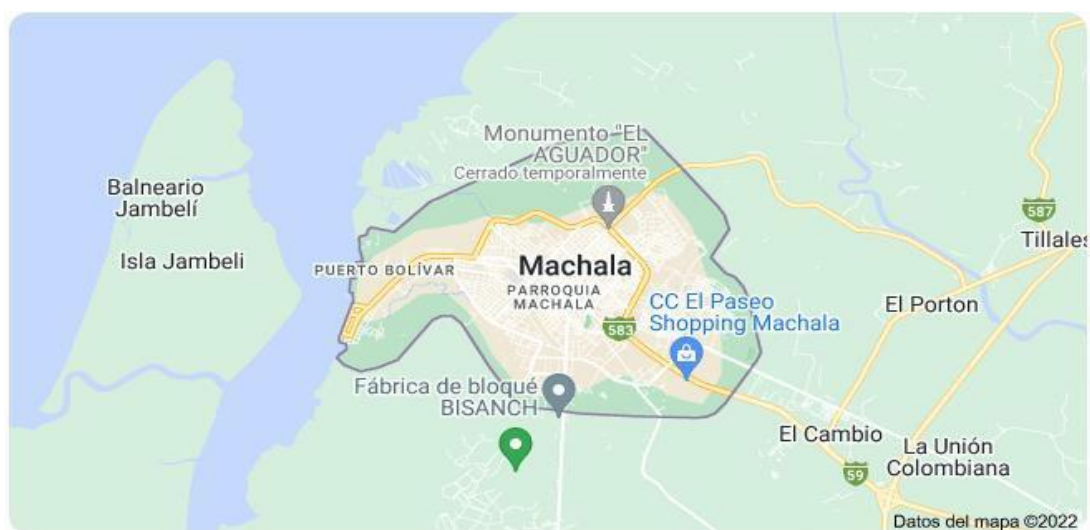 Monumento "EL
AGUADOR"
Cerrado temporalmente
Balneario
Jambelí
587
Tillales
Isla Jambeli
PUERTO BOLÍVAR
Machala
PARROQUIA
MACHALA
CC El Paseo
Shopping Machala
El Porton
583
Fábrica de bloqué
BISANCH
El Cambio
La Unión
Colombiana
59
Datos del mapa ©2022